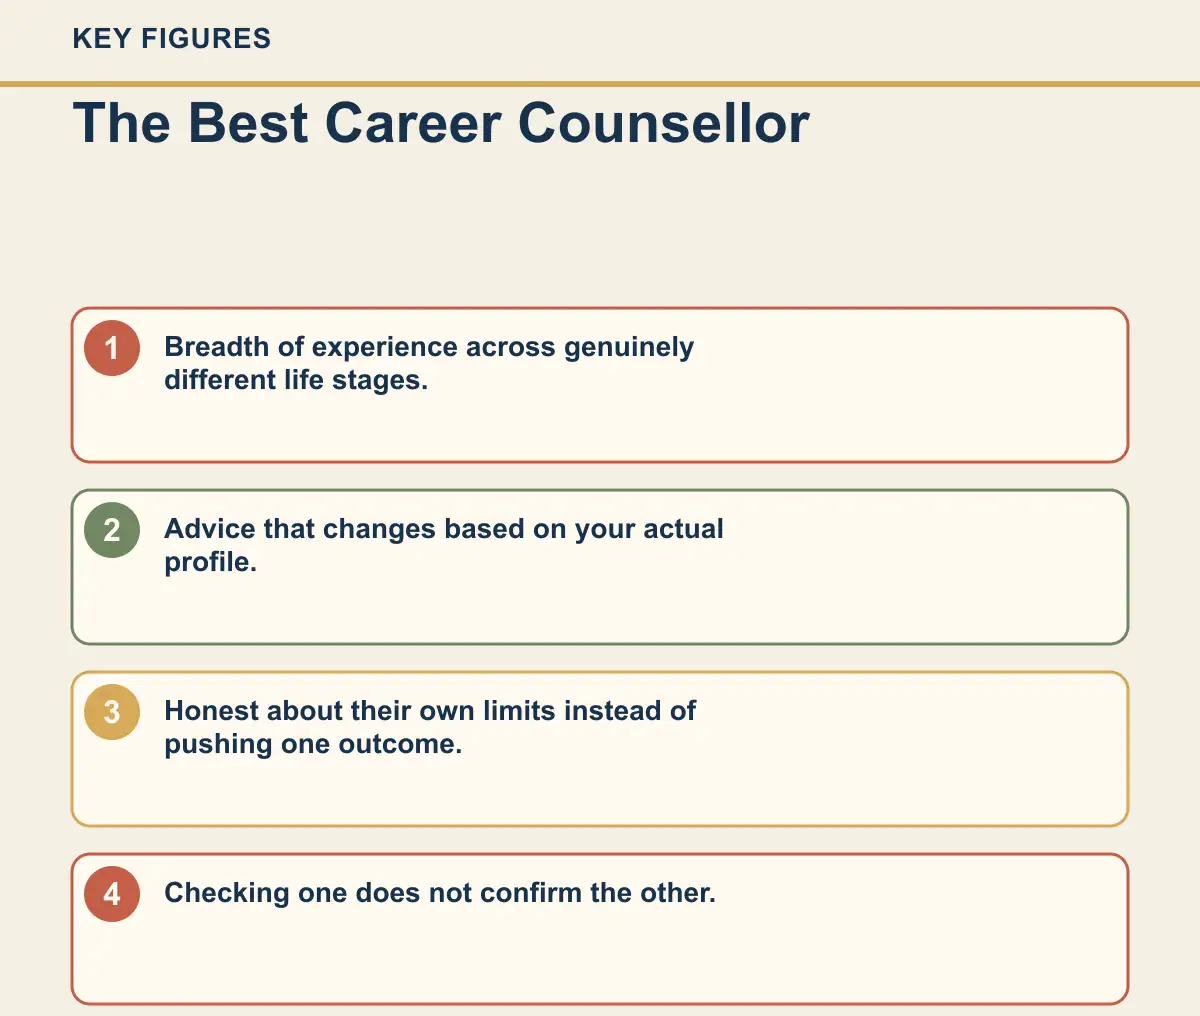 KEY FIGURES
The Best Career Counsellor
1
Breadth of experience across genuinely
different life stages.
2
Advice that changes based on your actual
profile.
3
Honest about their own limits instead of
pushing one outcome.
4
Checking one does not confirm the other.